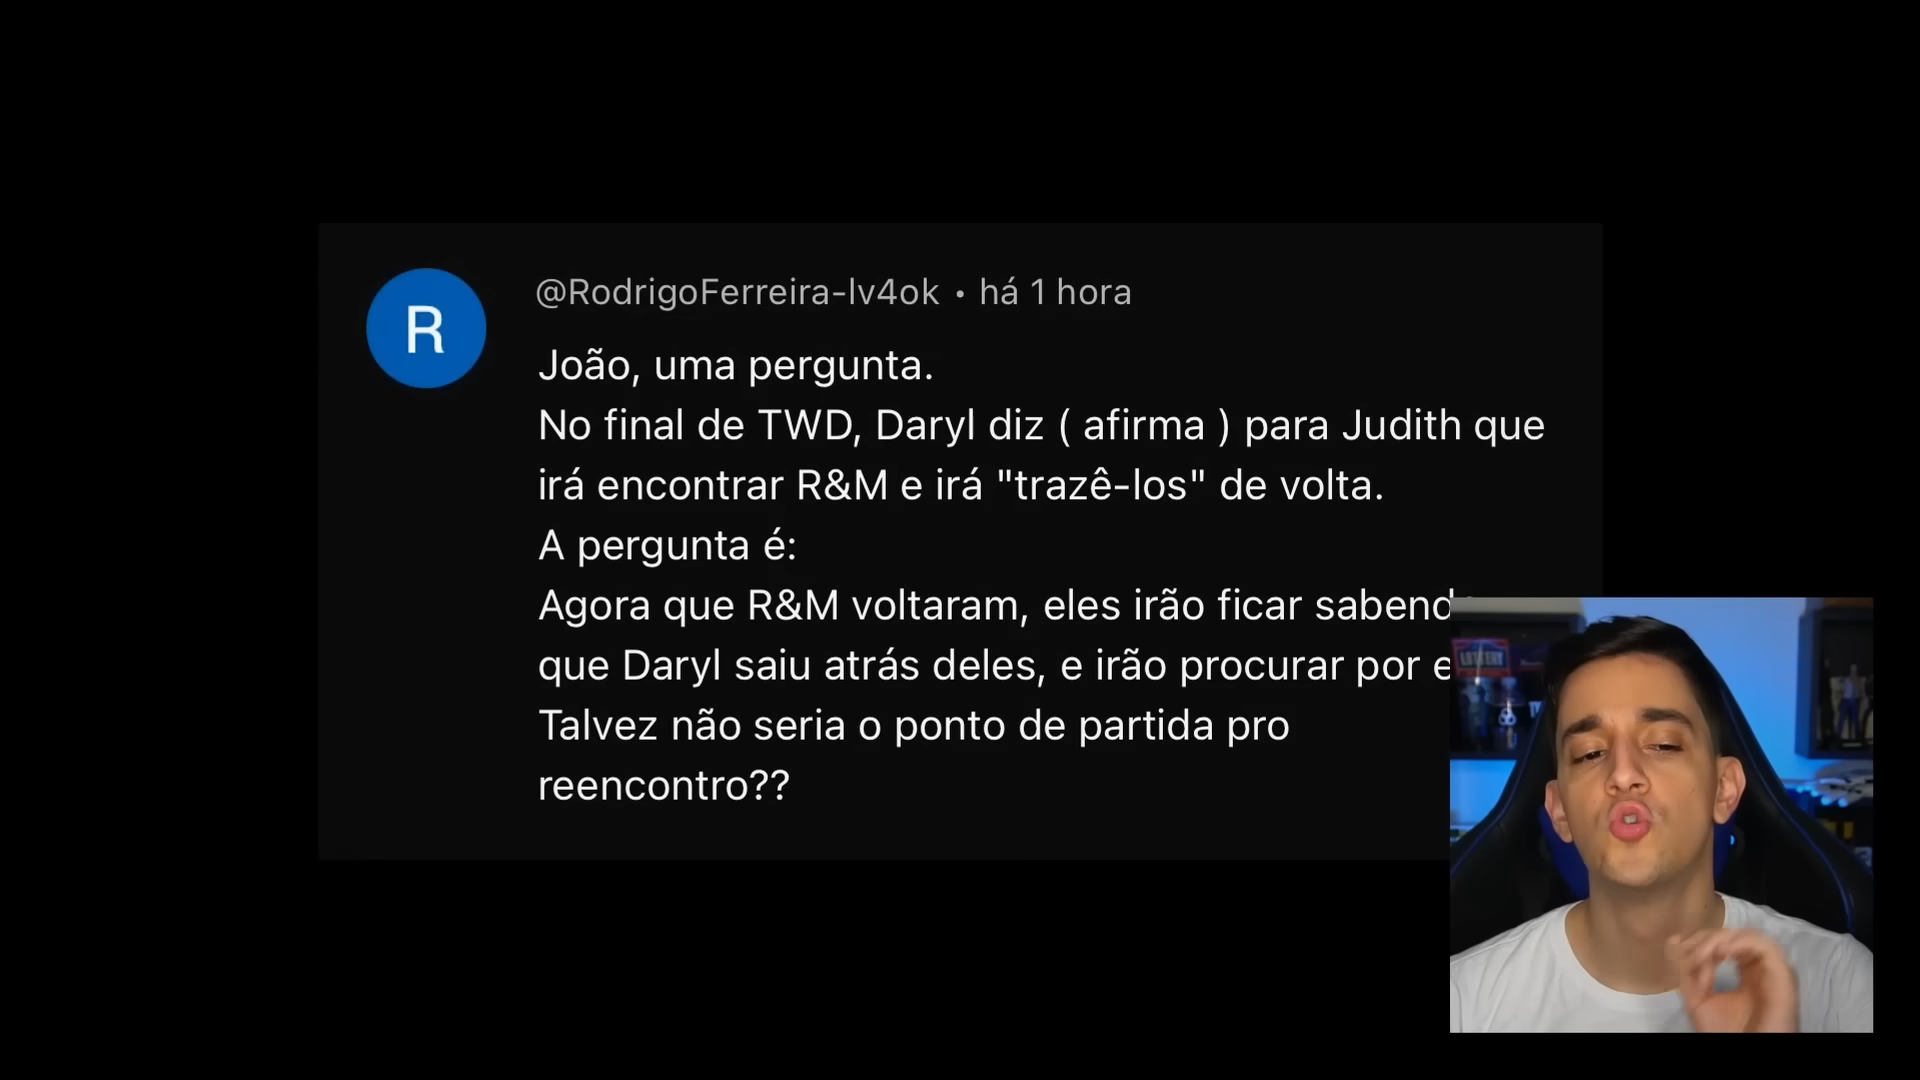 R
@RodrigoFerreira-lv4ok • há 1 hora
João, uma pergunta.
No final de TWD, Daryl diz ( afirma ) para Judith que
irá encontrar R&M e irá "trazê-los" de volta.
A pergunta é:
Agora que R&M voltaram, eles irão ficar sabendo
que Daryl saiu atrás deles, e irão procurar por
Talvez não seria o ponto de partida pro
reencontro??
LOTTERY